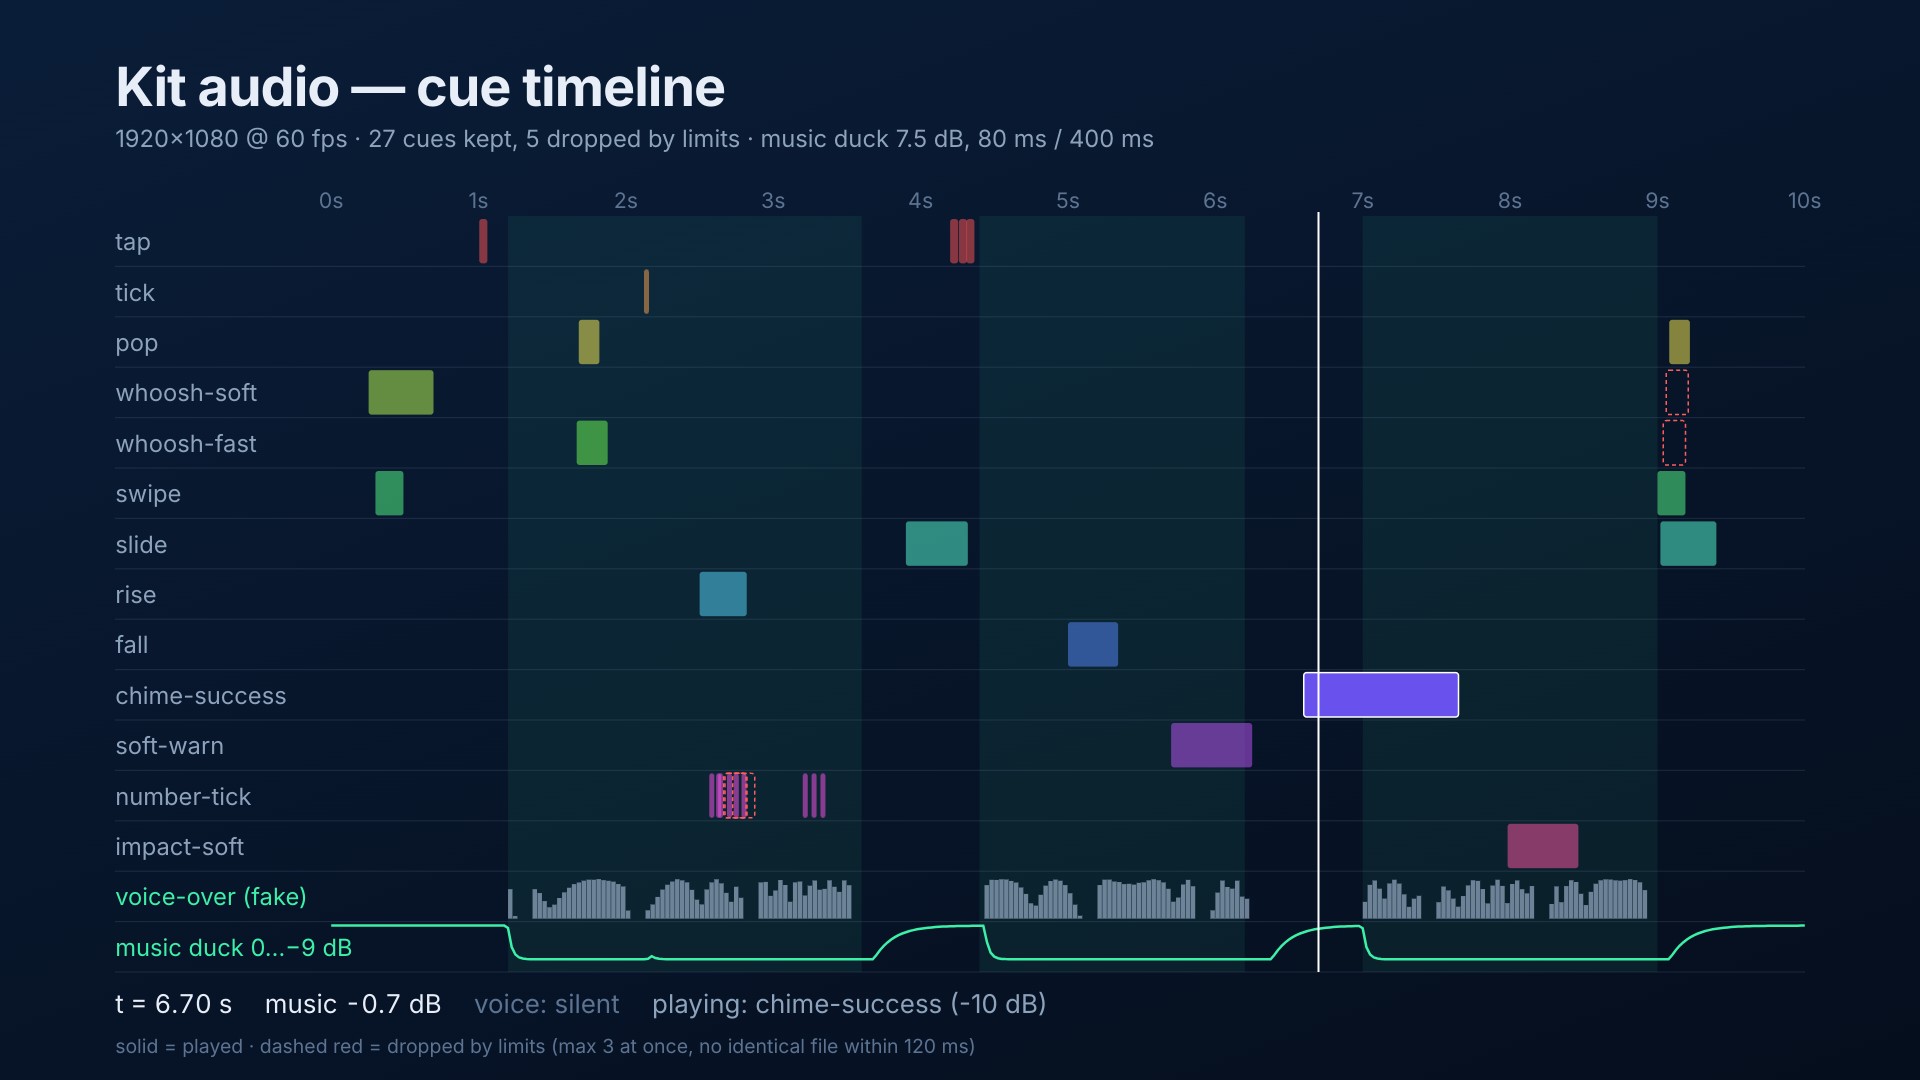 Kit audio — cue timeline
1920×1080 @ 60 fps · 27 cues kept, 5 dropped by limits · music duck 7.5 dB, 80 ms / 400 ms
0s 1s 2s 3s 4s 5s 6s 7s 8s 9s 10s
tap
tick
pop
whoosh-soft
whoosh-fast
swipe
slide
rise
fall
chime-success
soft-warn
number-tick
impact-soft
voice-over (fake)
music duck 0…−9 dB
t = 6.70 s music -0.7 dB voice: silent playing: chime-success (-10 dB)
solid = played · dashed red = dropped by limits (max 3 at once, no identical file within 120 ms)